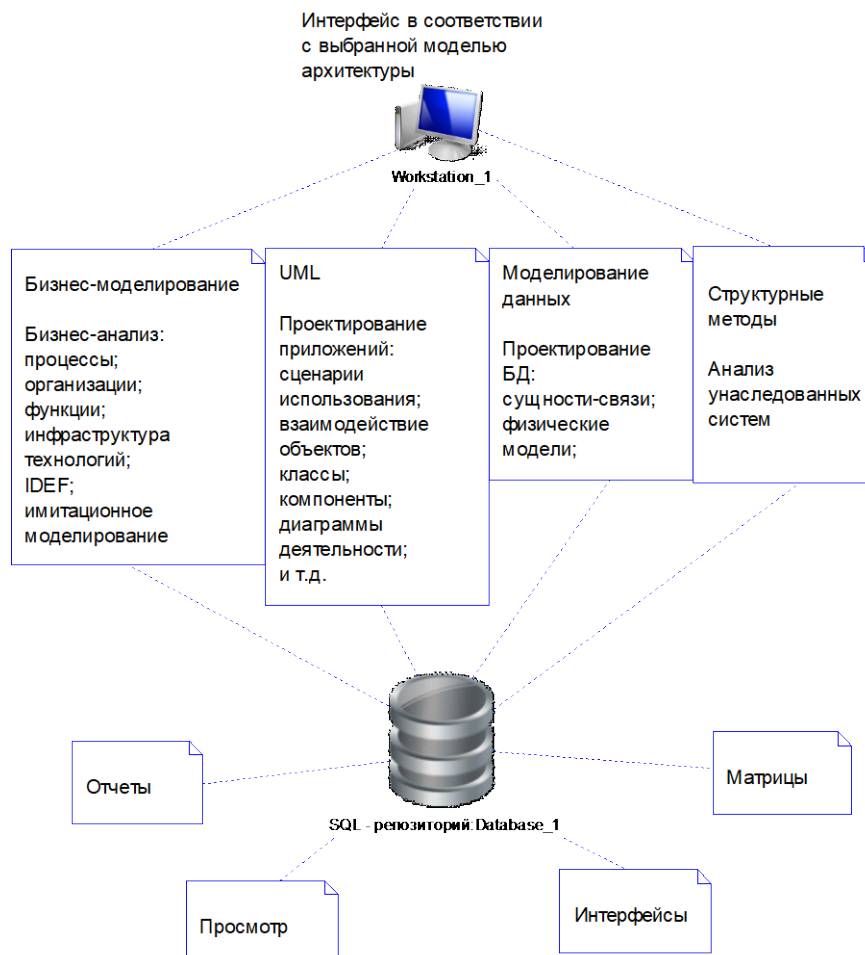 Интерфейс в соответствии
с выбранной моделью
архитектуры
Workstation_1
Бизнес-моделирование
Бизнес-анализ:
процессы;
организации;
функции;
инфраструктура
технологий;
IDEF;
имитационное
моделирование
UML
Проектирование
приложений:
сценарии
использования;
взаимодействие
объектов;
классы;
компоненты;
диаграммы
деятельности;
и т.д.
Моделирование
данных
Проектирование
БД:
сущности-связи;
физические
модели;
Структурные
методы
Анализ
унаследованных
систем
SQL - репозиторий:Database_1
Отчеты
Матрицы
Просмотр
Интерфейсы